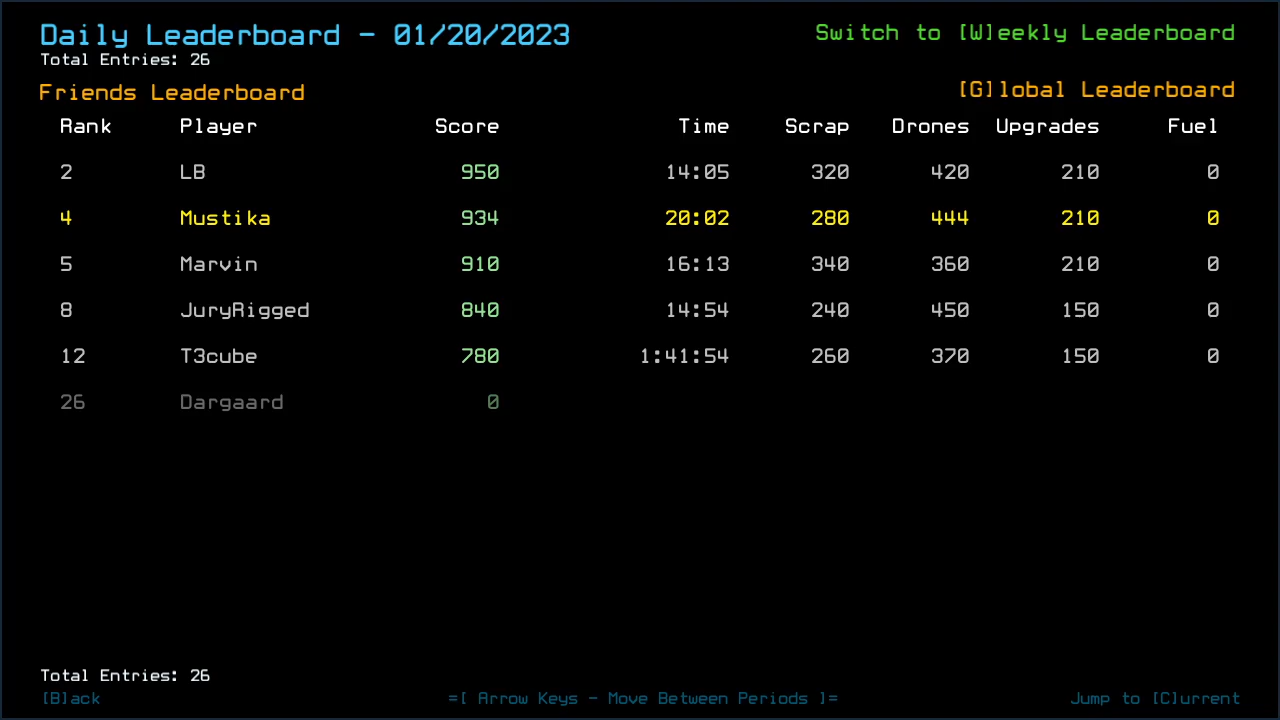 Daily Leaderboard - 01/20/2023 Switch to [W]eekly Leaderboard
Total Entries: 26
Friends Leaderboard [G]lobal Leaderboard
Rank Player Score Time Scrap Drones Upgrades Fuel
2 LB 950 14:05 320 420 210 0
4 Mustika 934 20:02 280 444 210 0
5 Marvin 910 16:13 340 360 210 0
8 JuryRigged 840 14:54 240 450 150 0
12 T3cube 780 1:41:54 260 370 150 0
26 Dargaard 0
Total Entries: 26
[B]ack =[ Arrow Keys - Move Between Periods ]= Jump to [C]urrent